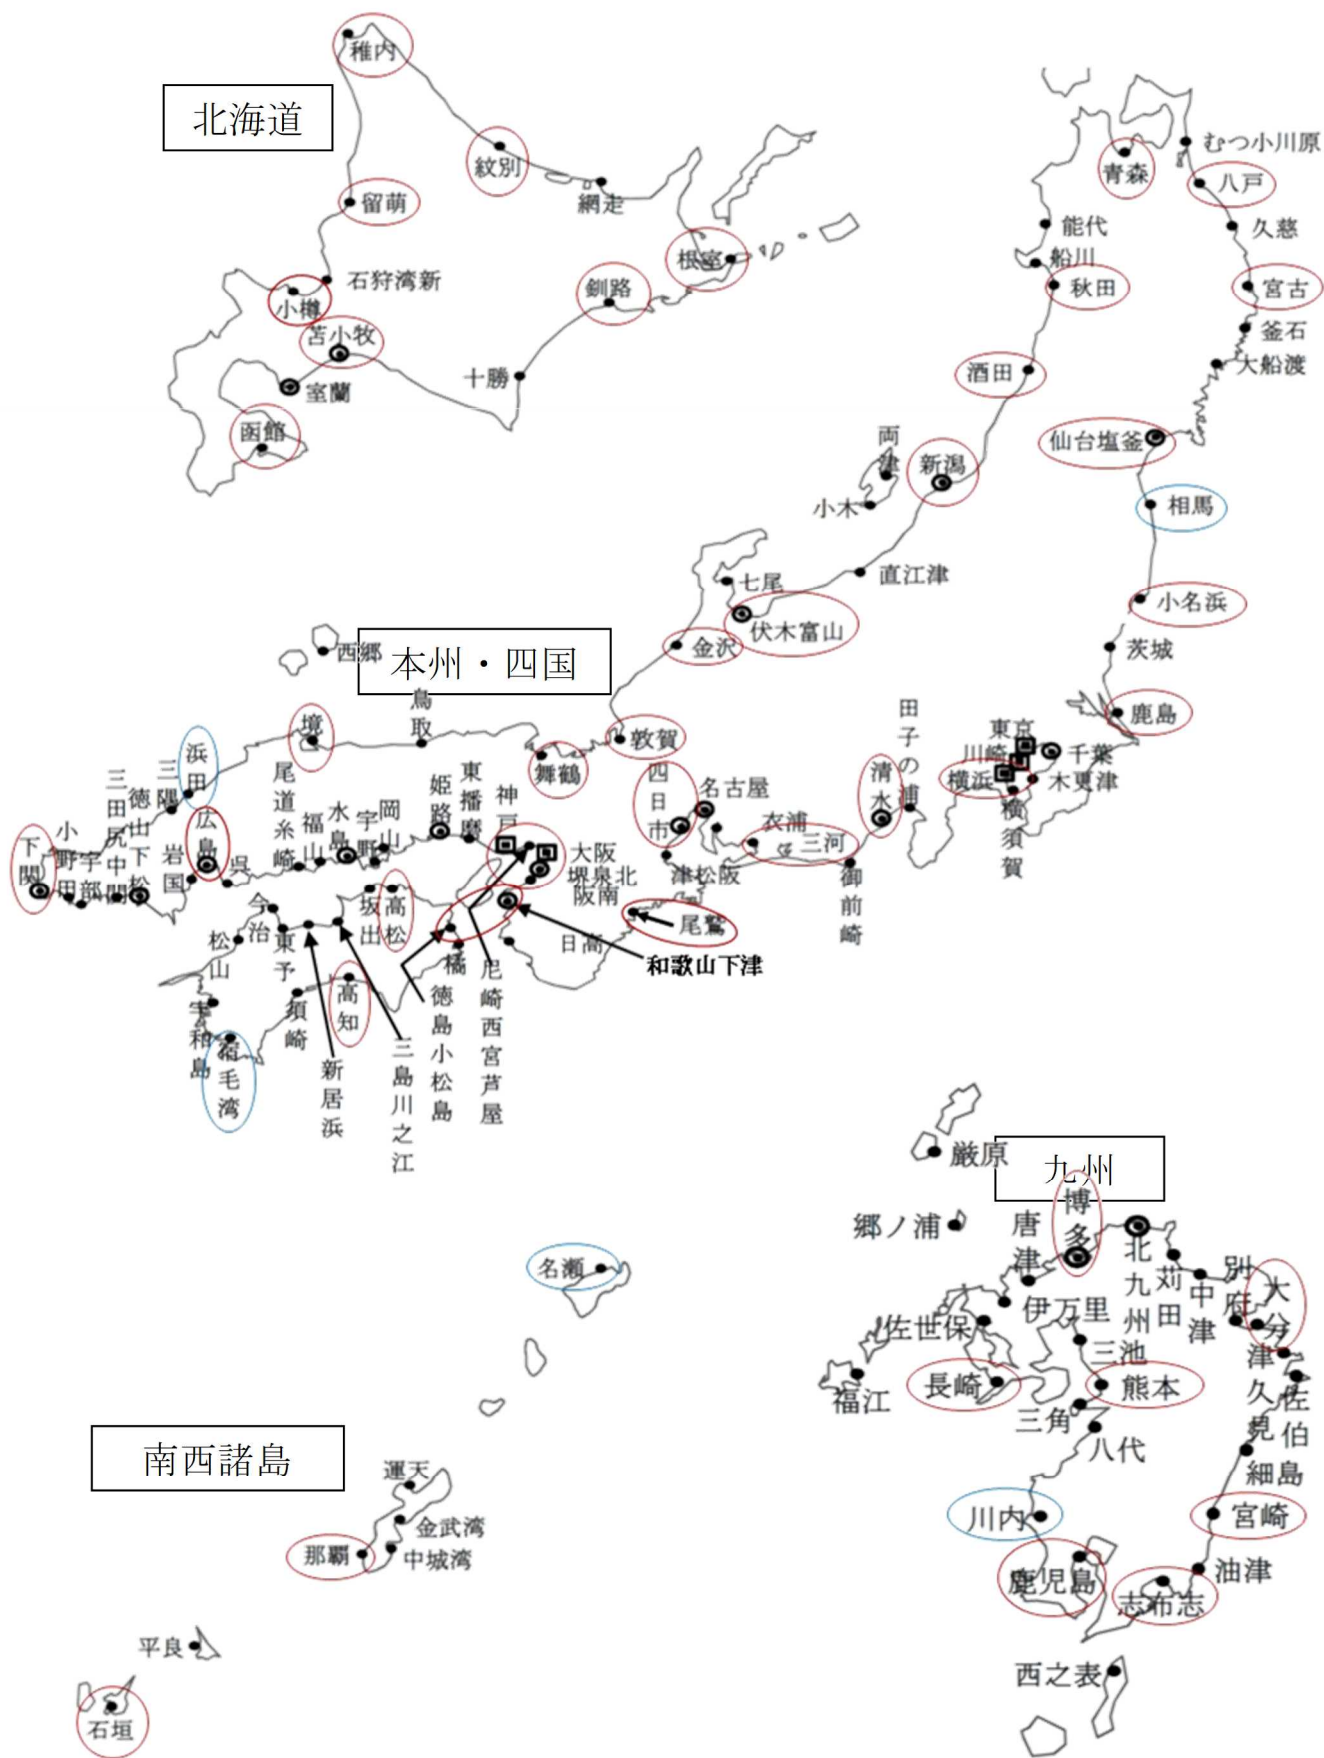 北海道
稚内
紋別
網走
留萌
根室
釧路
石狩湾新
小樽
苫小牧
室蘭
十勝
函館
むつ小川原
青森
八戸
能代
久慈
船川
秋田
宮古
釜石
大船渡
酒田
仙台塩釜
両津
新潟
小木
相馬
直江津
七尾
小名浜
伏木富山
金沢
茨城
本州・四国
西郷
鳥取
境
敦賀
舞鶴
鹿島
田子の浦
東京
川崎
千葉
横浜
木更津
横須賀
清水
四日市
名古屋
衣浦
三河
御前崎
津松阪
尾鷲
浜田
三隅
三田尻中関
徳山下松
小野田
宇部
下関
岩国
広島
呉
尾道糸崎
福山
水島
宇野
岡山
姫路
東播磨
神戸
大阪
堺泉北
阪南
和歌山下津
日高
今治
松山
東予
坂出
高松
橘
宇和島
宿毛湾
須崎
高知
新居浜
三島川之江
徳島小松島
尼崎西宮芦屋
九州
厳原
郷ノ浦
唐津
博多
北九州
苅田
中津
別府
大分
伊万里
佐世保
三池
津久見
佐伯
福江
長崎
熊本
三角
八代
細島
川内
宮崎
鹿児島
油津
志布志
西之表
名瀬
南西諸島
運天
金武湾
那覇
中城湾
平良
石垣